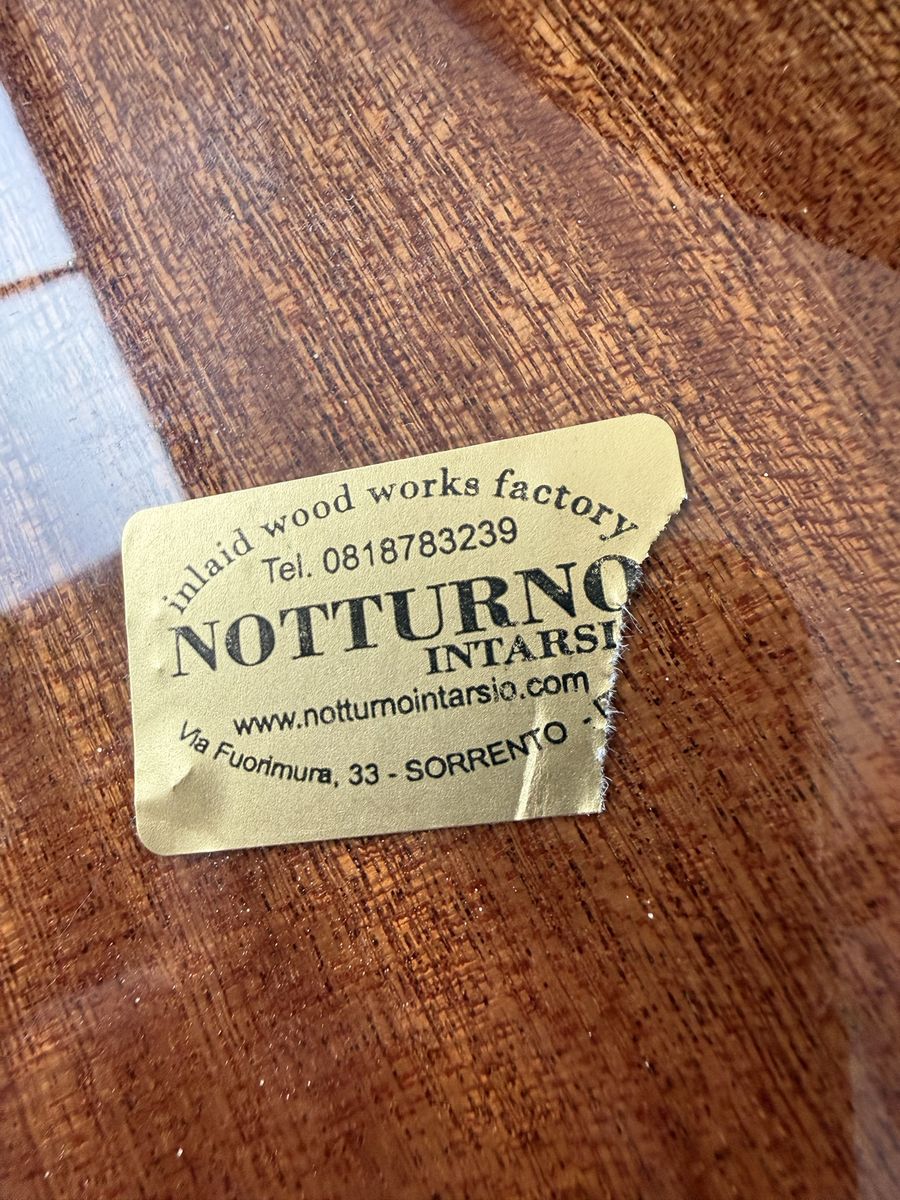 inlaid wood works factory
Tel. 0818783239
NOTTURNO
INTARSI
www.notturnointarsio.com
Via Fuorimura, 33 - SORRENTO -